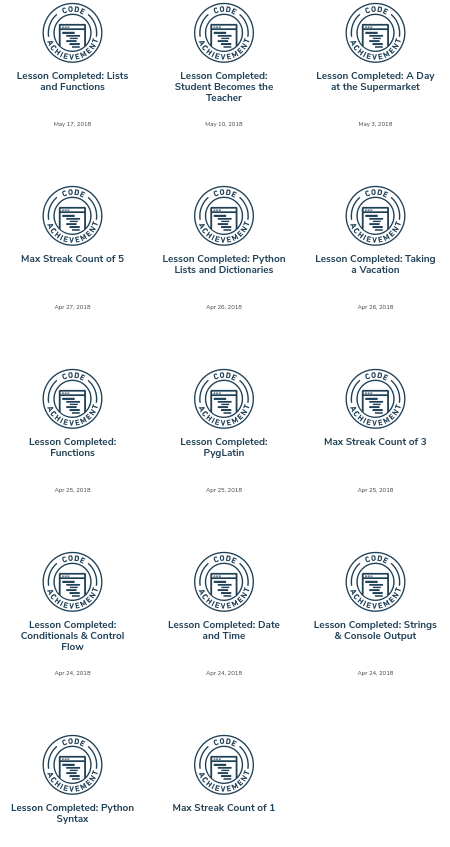 CODE ACHIEVEMENT
CODE ACHIEVEMENT
CODE ACHIEVEMENT
Lesson Completed: Lists
and Functions
Lesson Completed:
Student Becomes the
Teacher
Lesson Completed: A Day
at the Supermarket
May 17, 2018
May 10, 2018
May 3, 2018
CODE ACHIEVEMENT
CODE ACHIEVEMENT
CODE ACHIEVEMENT
Max Streak Count of 5
Lesson Completed: Python
Lists and Dictionaries
Lesson Completed: Taking
a Vacation
Apr 27, 2018
Apr 26, 2018
Apr 26, 2018
CODE ACHIEVEMENT
CODE ACHIEVEMENT
CODE ACHIEVEMENT
Lesson Completed:
Functions
Lesson Completed:
PygLatin
Max Streak Count of 3
Apr 25, 2018
Apr 25, 2018
Apr 25, 2018
CODE ACHIEVEMENT
CODE ACHIEVEMENT
CODE ACHIEVEMENT
Lesson Completed:
Conditionals & Control
Flow
Lesson Completed: Date
and Time
Lesson Completed: Strings
& Console Output
Apr 24, 2018
Apr 24, 2018
Apr 24, 2018
CODE ACHIEVEMENT
CODE ACHIEVEMENT
Lesson Completed: Python
Syntax
Max Streak Count of 1